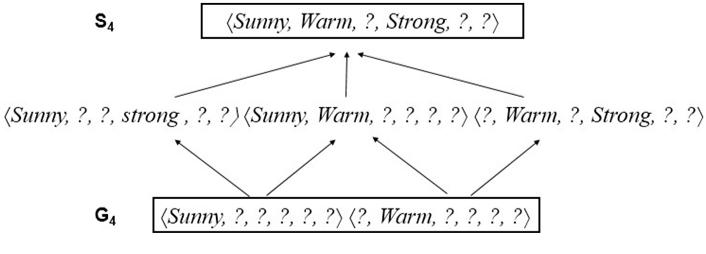 S₄ ⟨Sunny, Warm, ?, Strong, ?, ?⟩
⟨Sunny, ?, ?, strong , ?, ?⟩ ⟨Sunny, Warm, ?, ?, ?, ?⟩ ⟨?, Warm, ?, Strong, ?, ?⟩
G₄ ⟨Sunny, ?, ?, ?, ?, ?⟩ ⟨?, Warm, ?, ?, ?, ?⟩